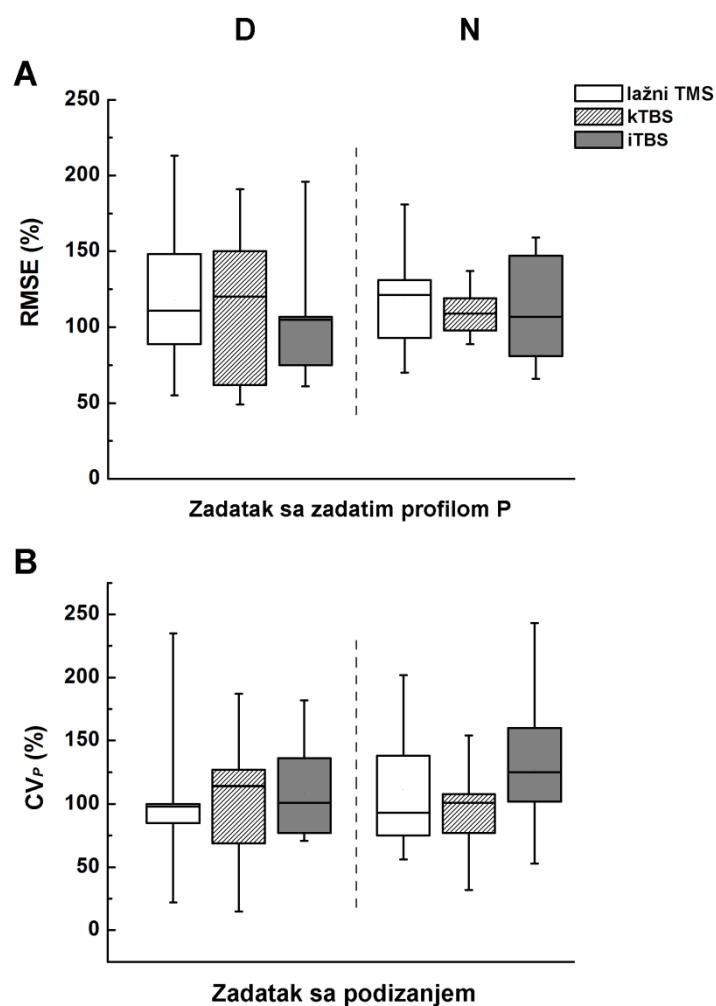 D N
A
lažni TMS
kTBS
iTBS
250
200
150
100
50
0
RMSE (%)
Zadatak sa zadatim profilom P
B
250
200
150
100
50
0
CVP (%)
Zadatak sa podizanjem